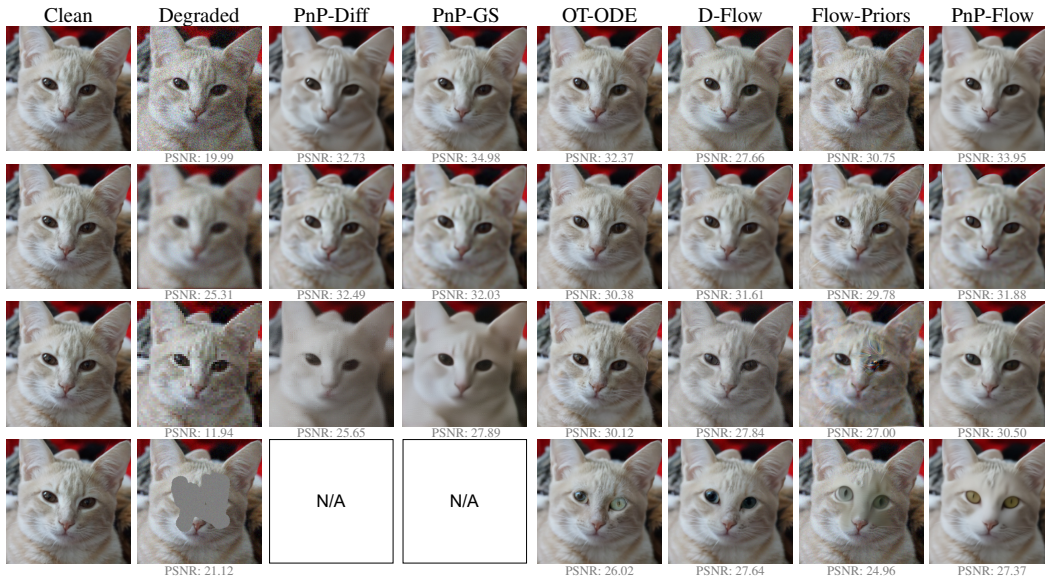 Clean Degraded PnP-Diff PnP-GS OT-ODE D-Flow Flow-Priors PnP-Flow
PSNR: 19.99 PSNR: 32.73 PSNR: 34.98 PSNR: 32.37 PSNR: 27.66 PSNR: 30.75 PSNR: 33.95
PSNR: 25.31 PSNR: 32.49 PSNR: 32.03 PSNR: 30.38 PSNR: 31.61 PSNR: 29.78 PSNR: 31.88
PSNR: 11.94 PSNR: 25.65 PSNR: 27.89 PSNR: 30.12 PSNR: 27.84 PSNR: 27.00 PSNR: 30.50
N/A N/A
PSNR: 21.12 PSNR: 26.02 PSNR: 27.64 PSNR: 24.96 PSNR: 27.37